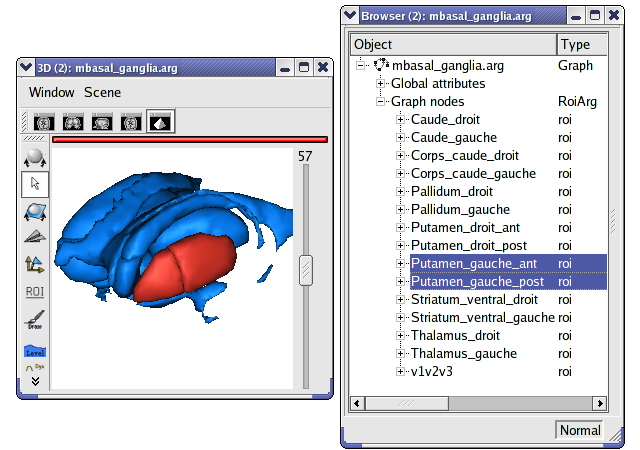 3D (2): mbasal_ganglia.arg
Window Scene
57
ROI
Draw
Level
Dys
Browser (2): mbasal_ganglia.arg
Object Type
mbasal_ganglia.arg Graph
Global attributes
Graph nodes RoiArg
Caude_droit roi
Caude_gauche roi
Corps_caude_droit roi
Corps_caude_gauche roi
Pallidum_droit roi
Pallidum_gauche roi
Putamen_droit_ant roi
Putamen_droit_post roi
Putamen_gauche_ant roi
Putamen_gauche_post roi
Striatum_ventral_droit roi
Striatum_ventral_gauche roi
Thalamus_droit roi
Thalamus_gauche roi
v1v2v3 roi
Normal